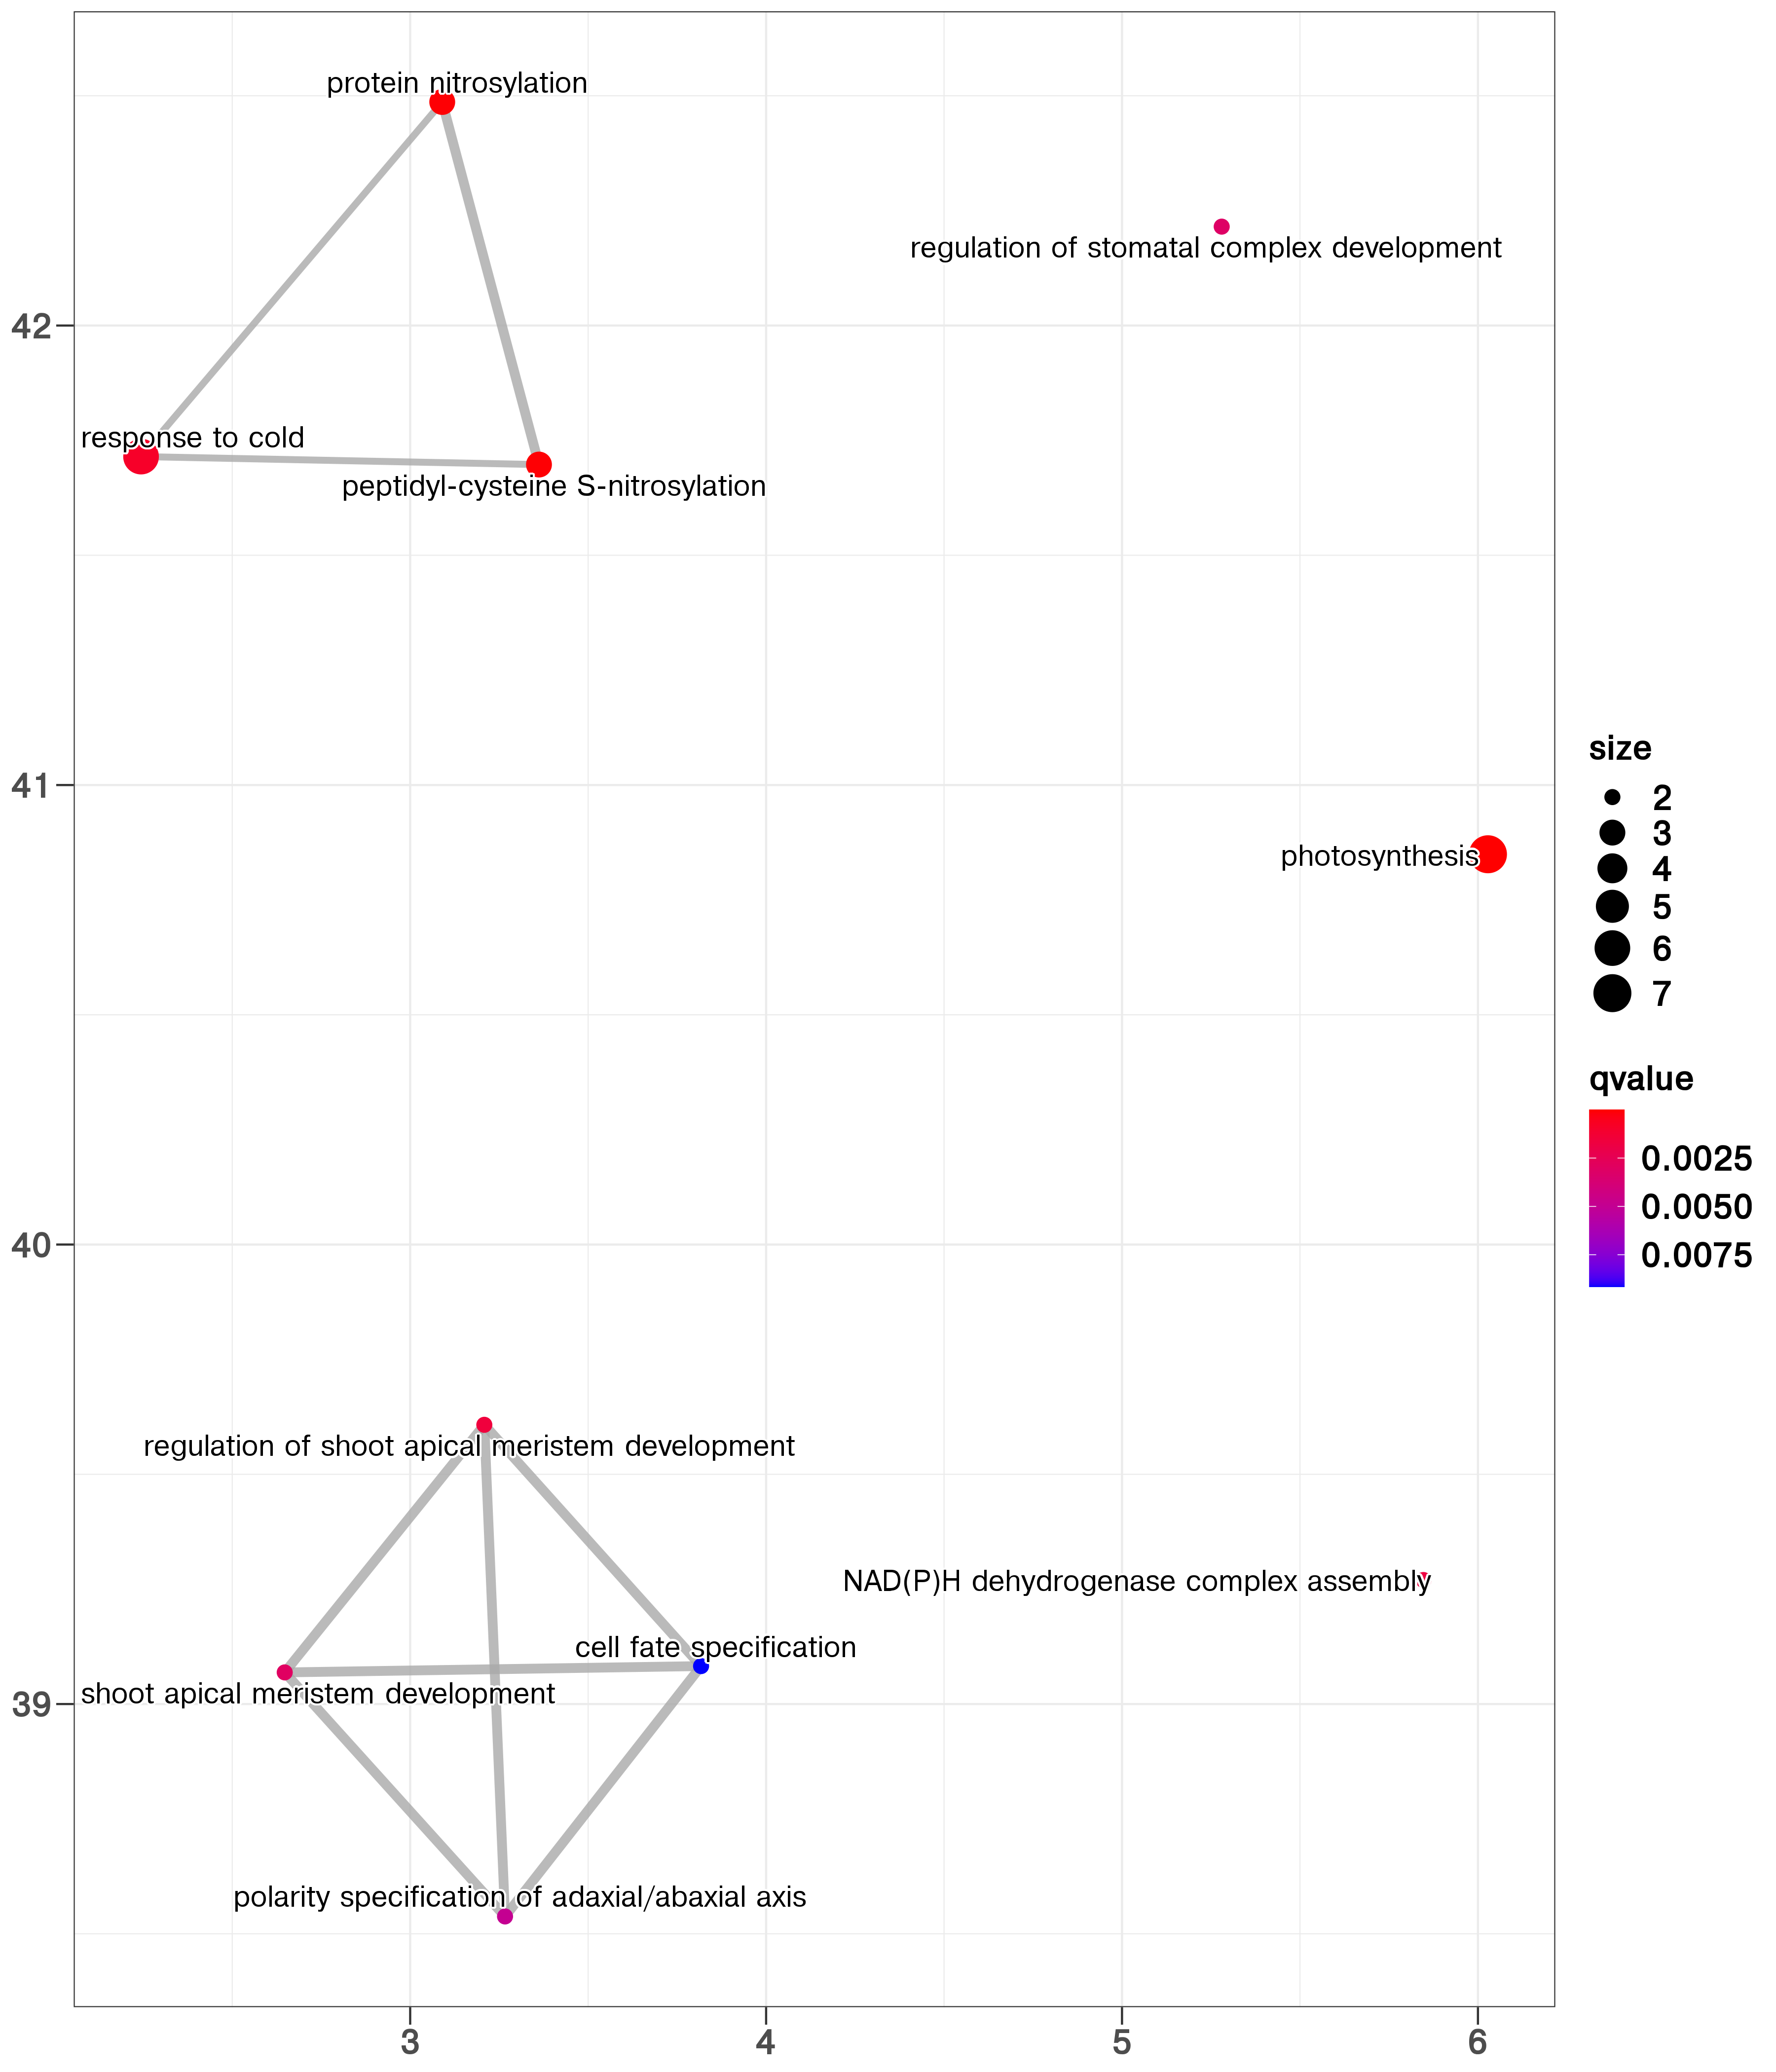 protein nitrosylation
regulation of stomatal complex development
42
response to cold
peptidyl-cysteine S-nitrosylation
41
photosynthesis
40
regulation of shoot apical meristem development
NAD(P)H dehydrogenase complex assembly
cell fate specification
shoot apical meristem development
39
polarity specification of adaxial/abaxial axis
3 4 5 6
size
2
3
4
5
6
7
qvalue
0.0025
0.0050
0.0075